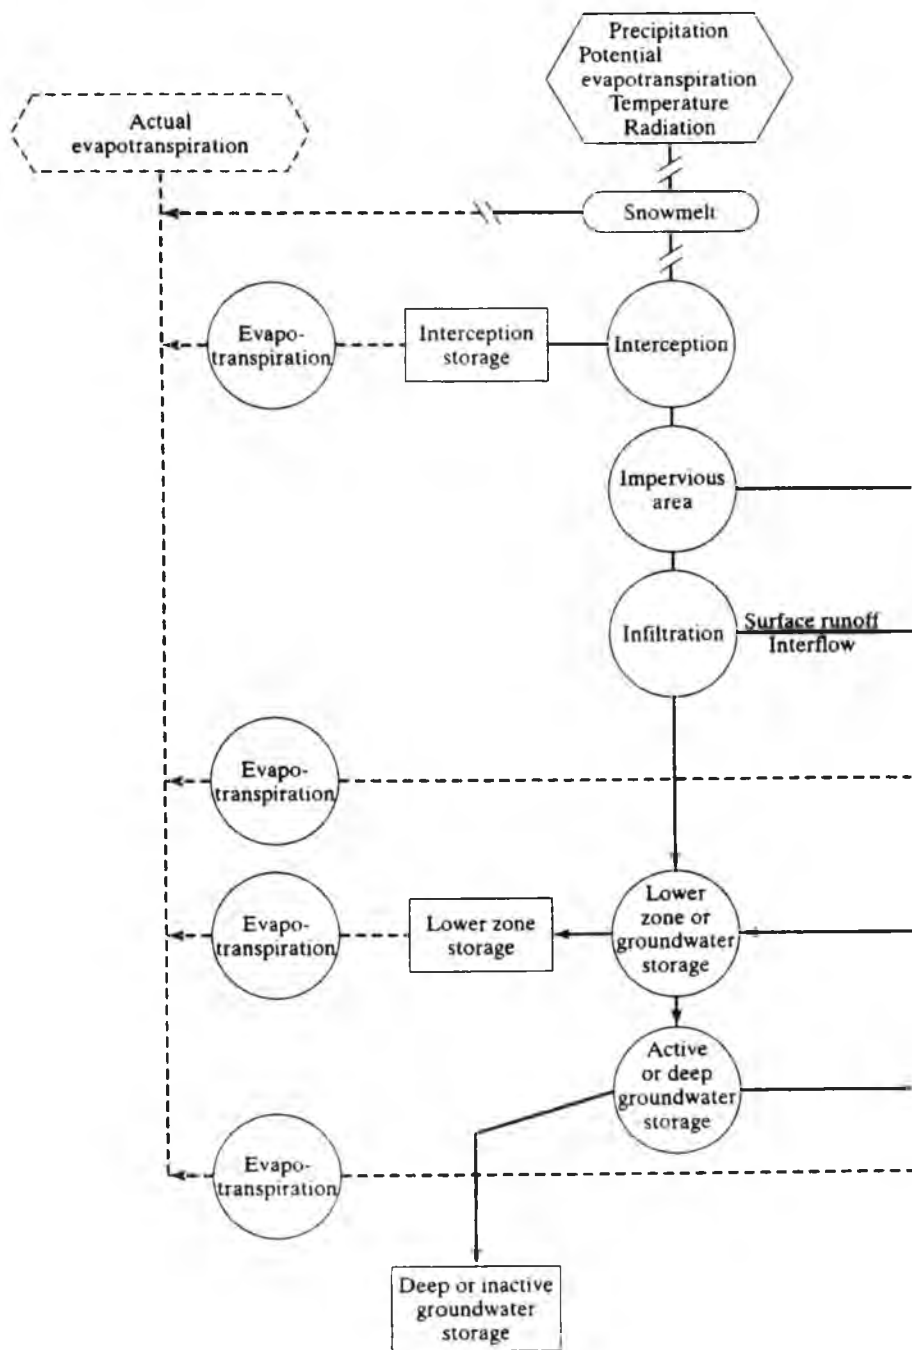 Precipitation
Potential
evapotranspiration
Temperature
Radiation
Actual
evapotranspiration
Snowmelt
Evapo-
transpiration
Interception
storage
Interception
Impervious
area
Infiltration
Surface runoff
Interflow
Evapo-
transpiration
Evapo-
transpiration
Lower zone
storage
Lower
zone or
groundwater
storage
Active
or deep
groundwater
storage
Evapo-
transpiration
Deep or inactive
groundwater
storage